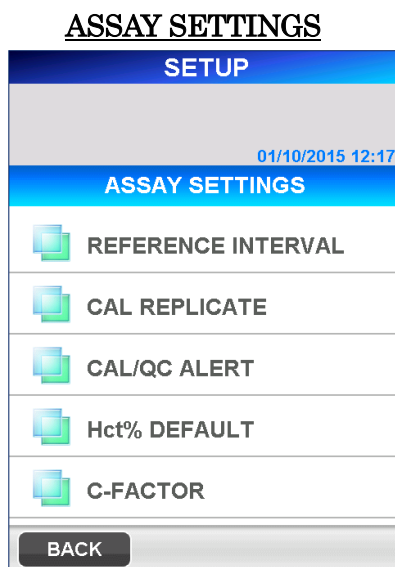 ASSAY SETTINGS
SETUP
01/10/2015 12:17
ASSAY SETTINGS
REFERENCE INTERVAL
CAL REPLICATE
CAL/QC ALERT
Hct% DEFAULT
C-FACTOR
BACK